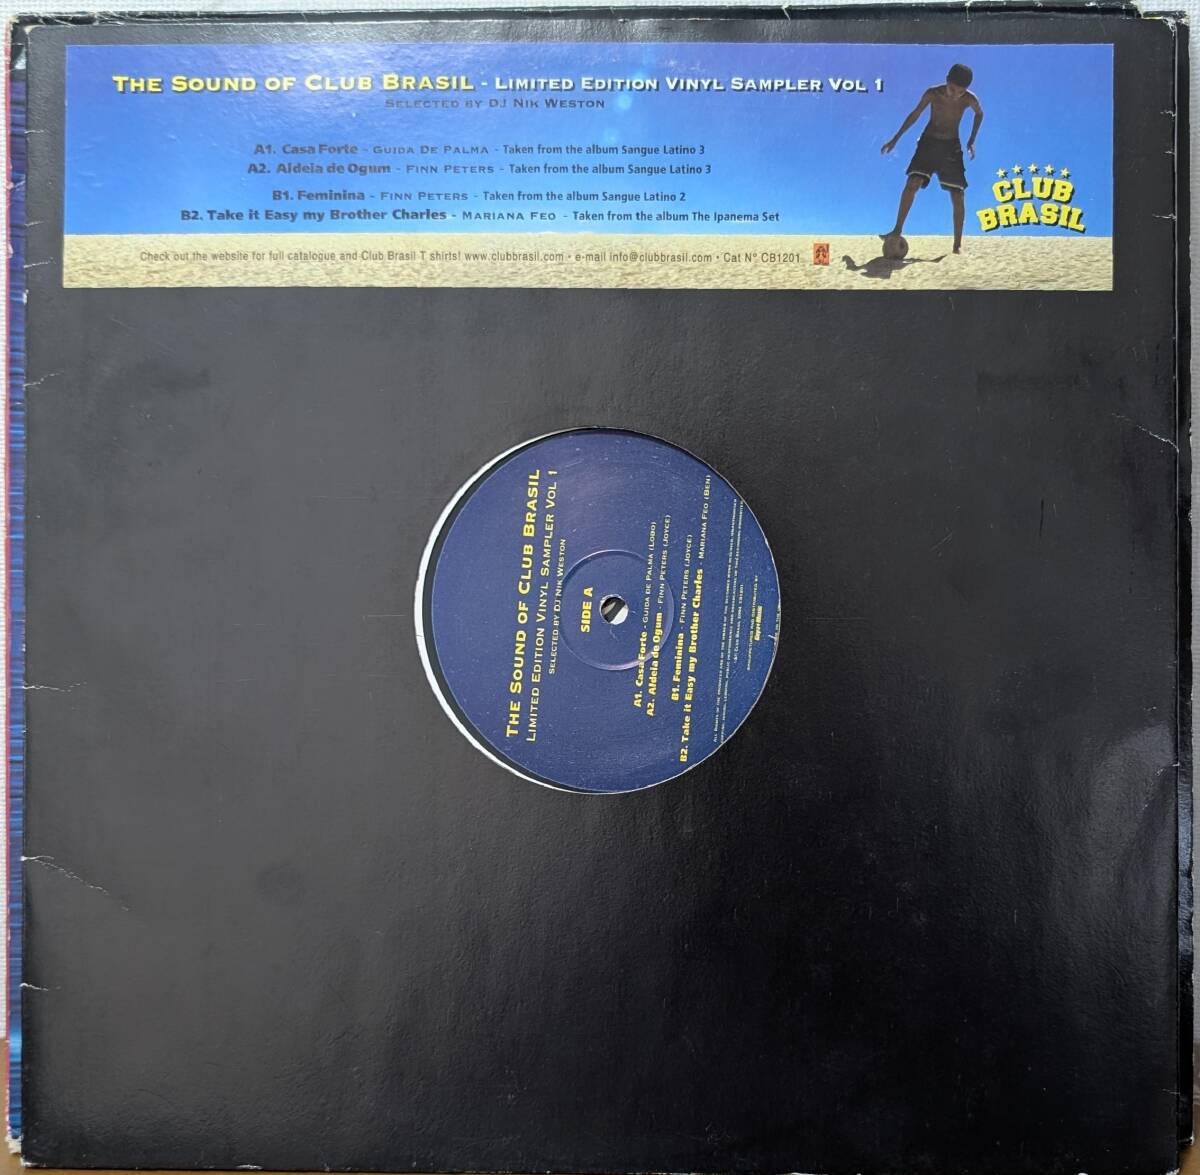 The Sound of Club Brasil - Limited Edition Vinyl Sampler Vol 1
Selected by DJ Nik Weston
A1. Casa Forte - Guida De Palma - Taken from the album Sangue Latino 3
A2. Aldeia de Ogum - Finn Peters - Taken from the album Sangue Latino 3
B1. Feminina - Finn Peters - Taken from the album Sangue Latino 2
B2. Take it Easy my Brother Charles - Mariana Feo - Taken from the album The Ipanema Set
CLUB
BRASIL
Check out the website for full catalogue and Club Brasil T shirts! www.clubbrasil.com • e-mail info@clubbrasil.com • Cat N° CB1201
The Sound of Club Brasil
Limited Edition Vinyl Sampler Vol 1
Selected by DJ Nik Weston
SIDE A
A1. Casa Forte - Guida De Palma (Lobo)
A2. Aldeia de Ogum - Finn Peters (Joyce)
B1. Feminina - Finn Peters (Joyce)
B2. Take it Easy my Brother Charles - Mariana Feo (Ben)